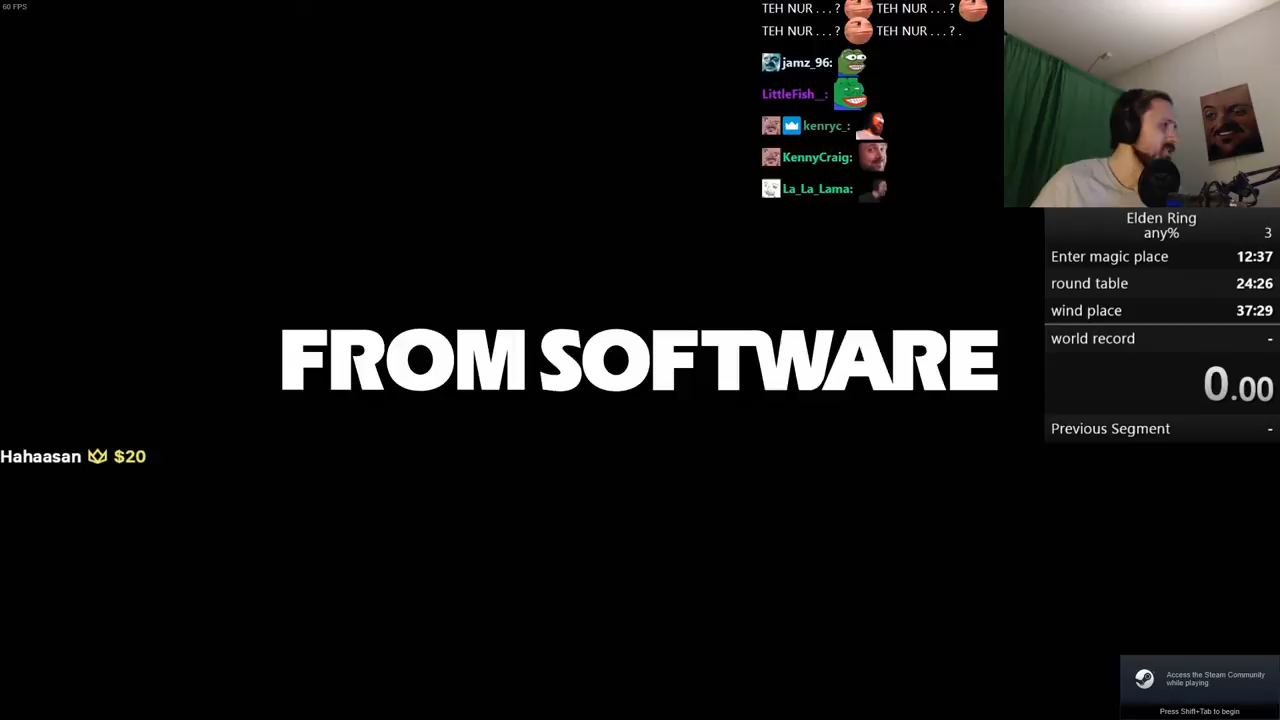 60 FPS
TEH NUR . . . ? TEH NUR . . . ?
TEH NUR . . . ? TEH NUR . . . ? .
jamz_96:
LittleFish__:
kenryc_:
KennyCraig:
La_La_Lama:
Elden Ring
any% 3
Enter magic place 12:37
round table 24:26
wind place 37:29
world record -
0.00
Previous Segment -
FROM SOFTWARE
Hahaasan $20
Access the Steam Community
while playing
Press Shift+Tab to begin